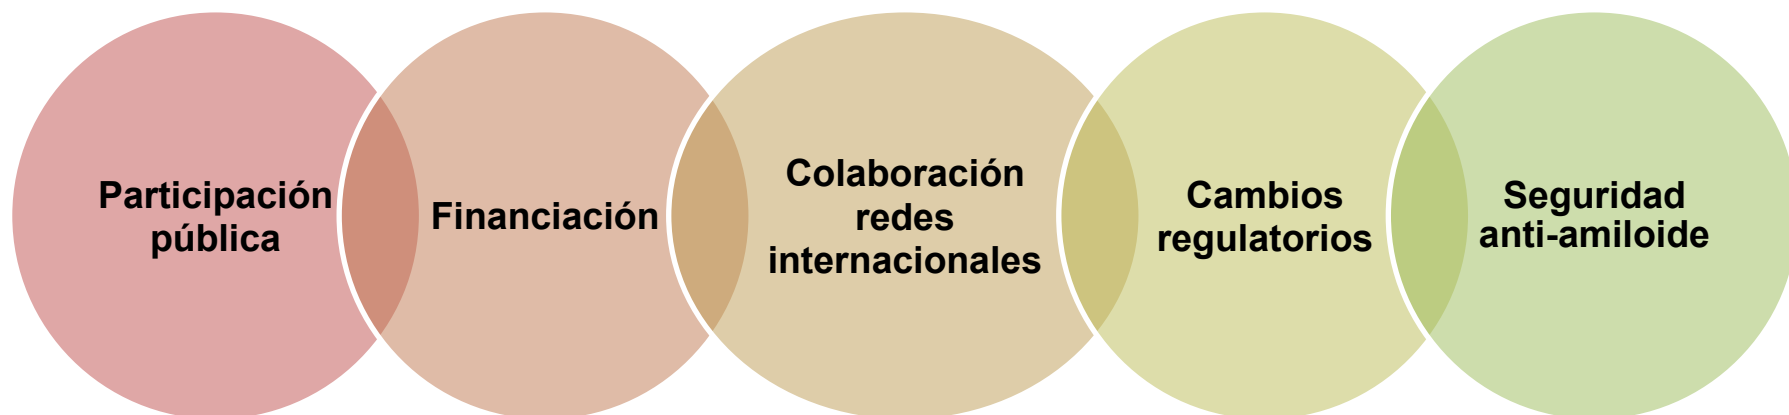 Participación
pública
Financiación
Colaboración
redes
internacionales
Cambios
regulatorios
Seguridad
anti-amiloide